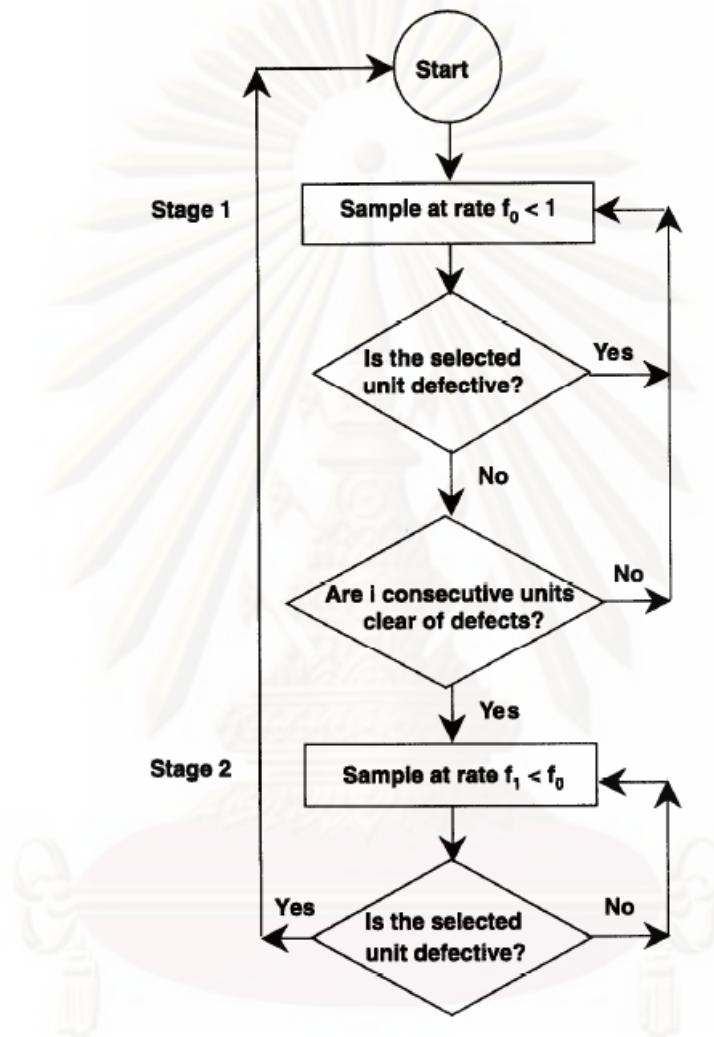 Start
Stage 1
Sample at rate f₀ < 1
Is the selected
unit defective?
Yes
No
Are i consecutive units
clear of defects?
No
Yes
Stage 2
Sample at rate f₁ < f₀
Yes
Is the selected
unit defective?
No